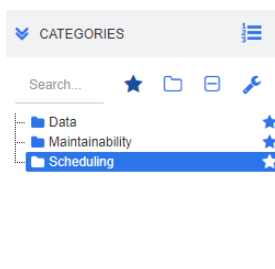 CATEGORIES
Search...
Data
Maintainability
Scheduling